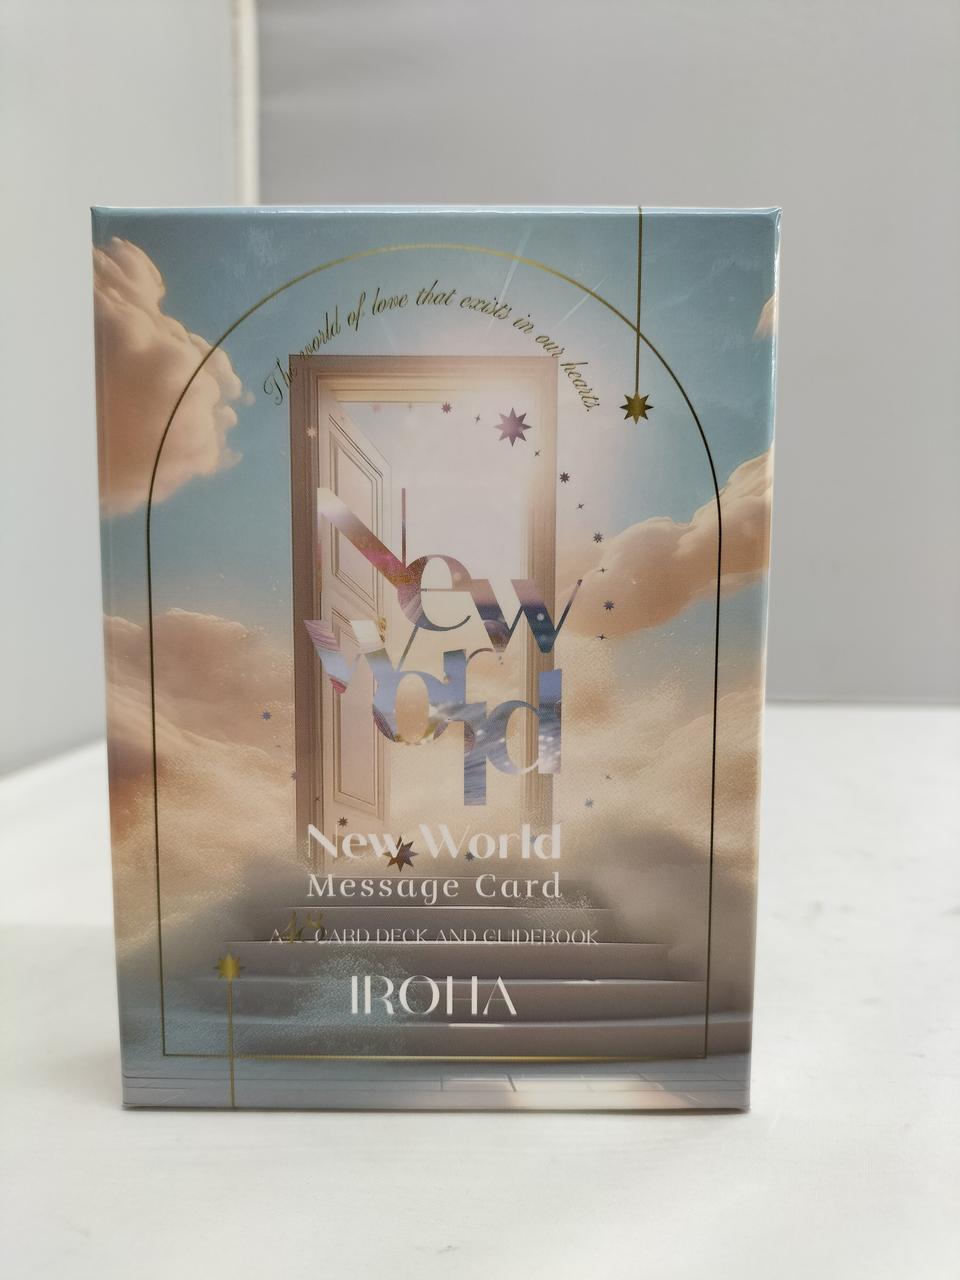 The world of love that exists in our hearts.
New
World
New World
Message Card
A 48 CARD DECK AND GUIDEBOOK
IROHA